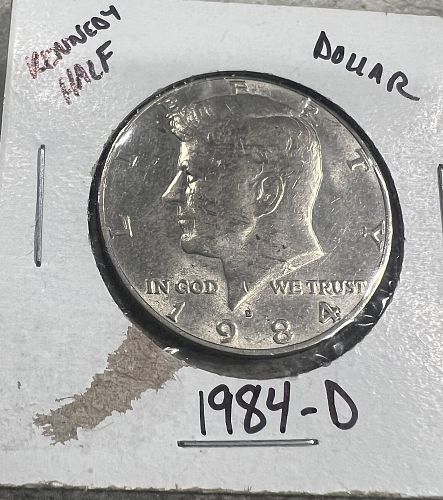 KENNEDY
HALF
DOLLAR
LIBERTY
IN GOD WE TRUST
D
1984
1984-D